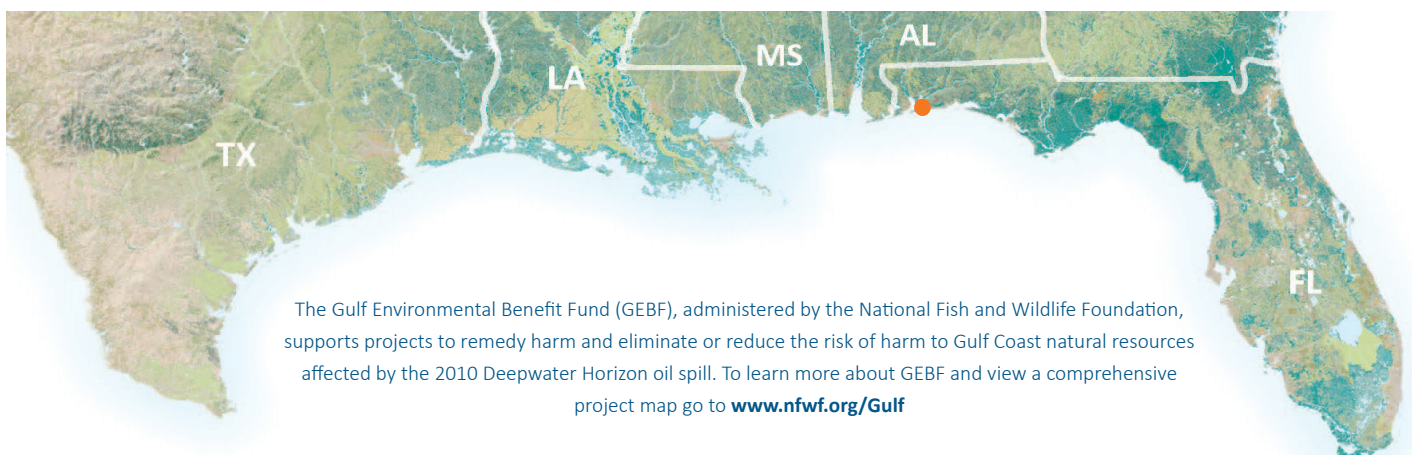 AL
MS
LA
TX
FL
The Gulf Environmental Benefit Fund (GEBF), administered by the National Fish and Wildlife Foundation,
supports projects to remedy harm and eliminate or reduce the risk of harm to Gulf Coast natural resources
affected by the 2010 Deepwater Horizon oil spill. To learn more about GEBF and view a comprehensive
project map go to www.nfwf.org/Gulf